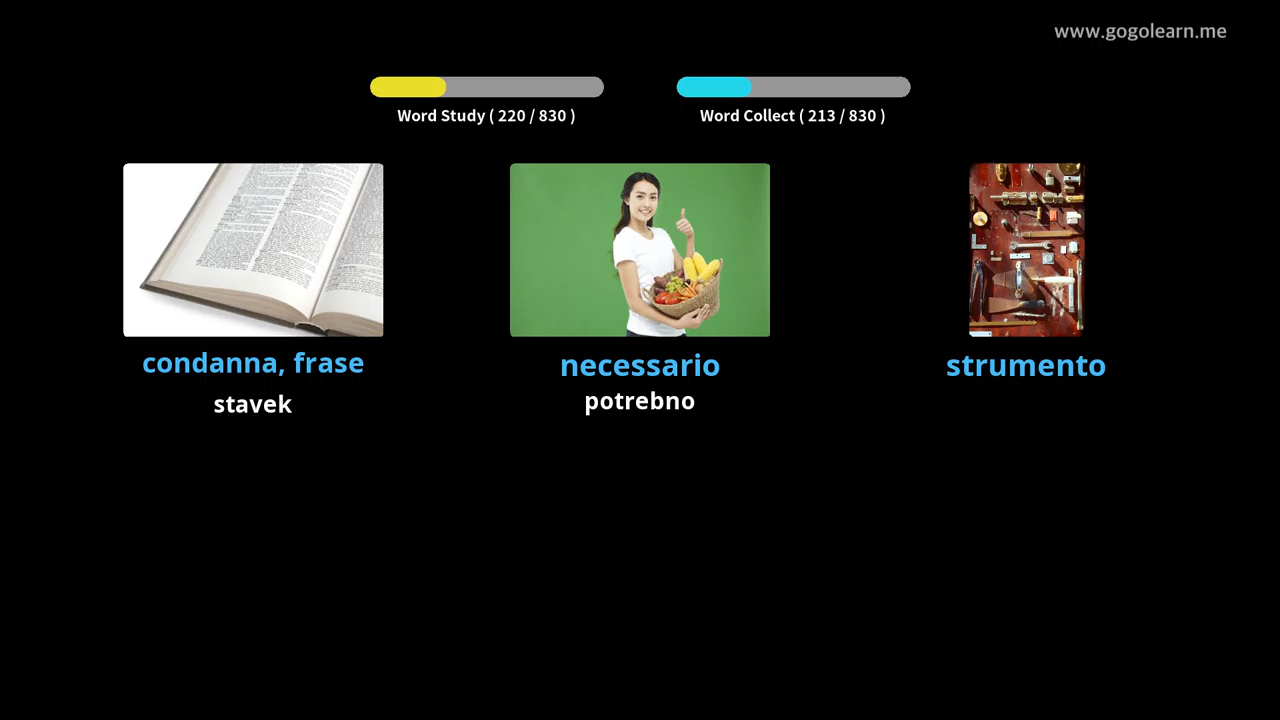 www.gogolearn.me
Word Study ( 220 / 830 )
Word Collect ( 213 / 830 )
condanna, frase
necessario
strumento
stavek
potrebno